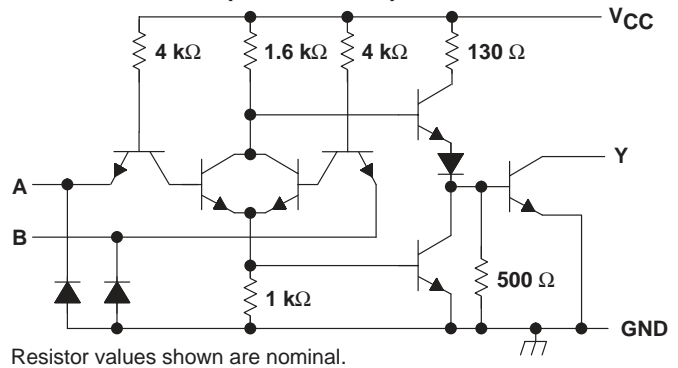 VCC
4 kΩ 1.6 kΩ 4 kΩ 130 Ω
Y
A
B
500 Ω
1 kΩ
GND
Resistor values shown are nominal.